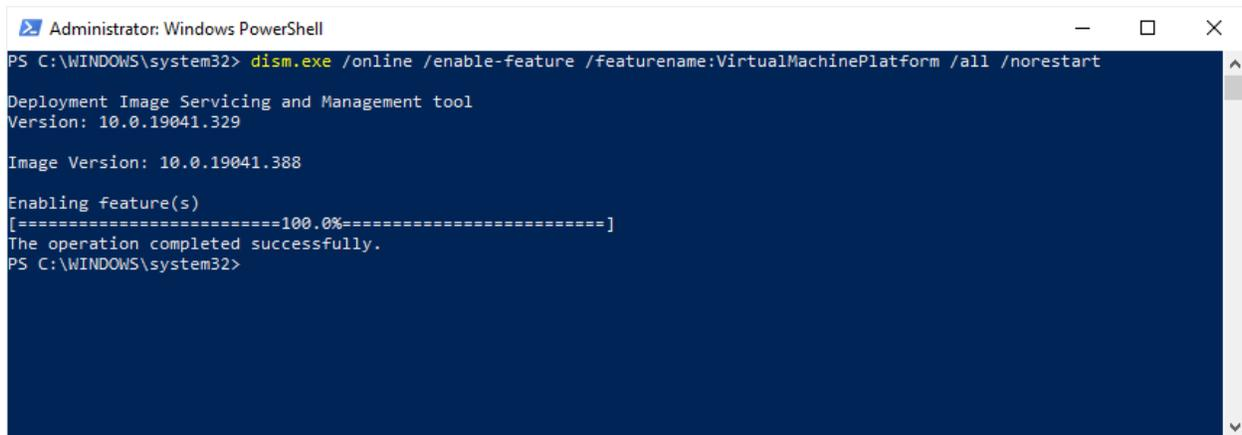 Administrator: Windows PowerShell
PS C:\WINDOWS\system32> dism.exe /online /enable-feature /featurename:VirtualMachinePlatform /all /norestart
Deployment Image Servicing and Management tool
Version: 10.0.19041.329
Image Version: 10.0.19041.388
Enabling feature(s)
[==========================100.0%==========================]
The operation completed successfully.
PS C:\WINDOWS\system32>